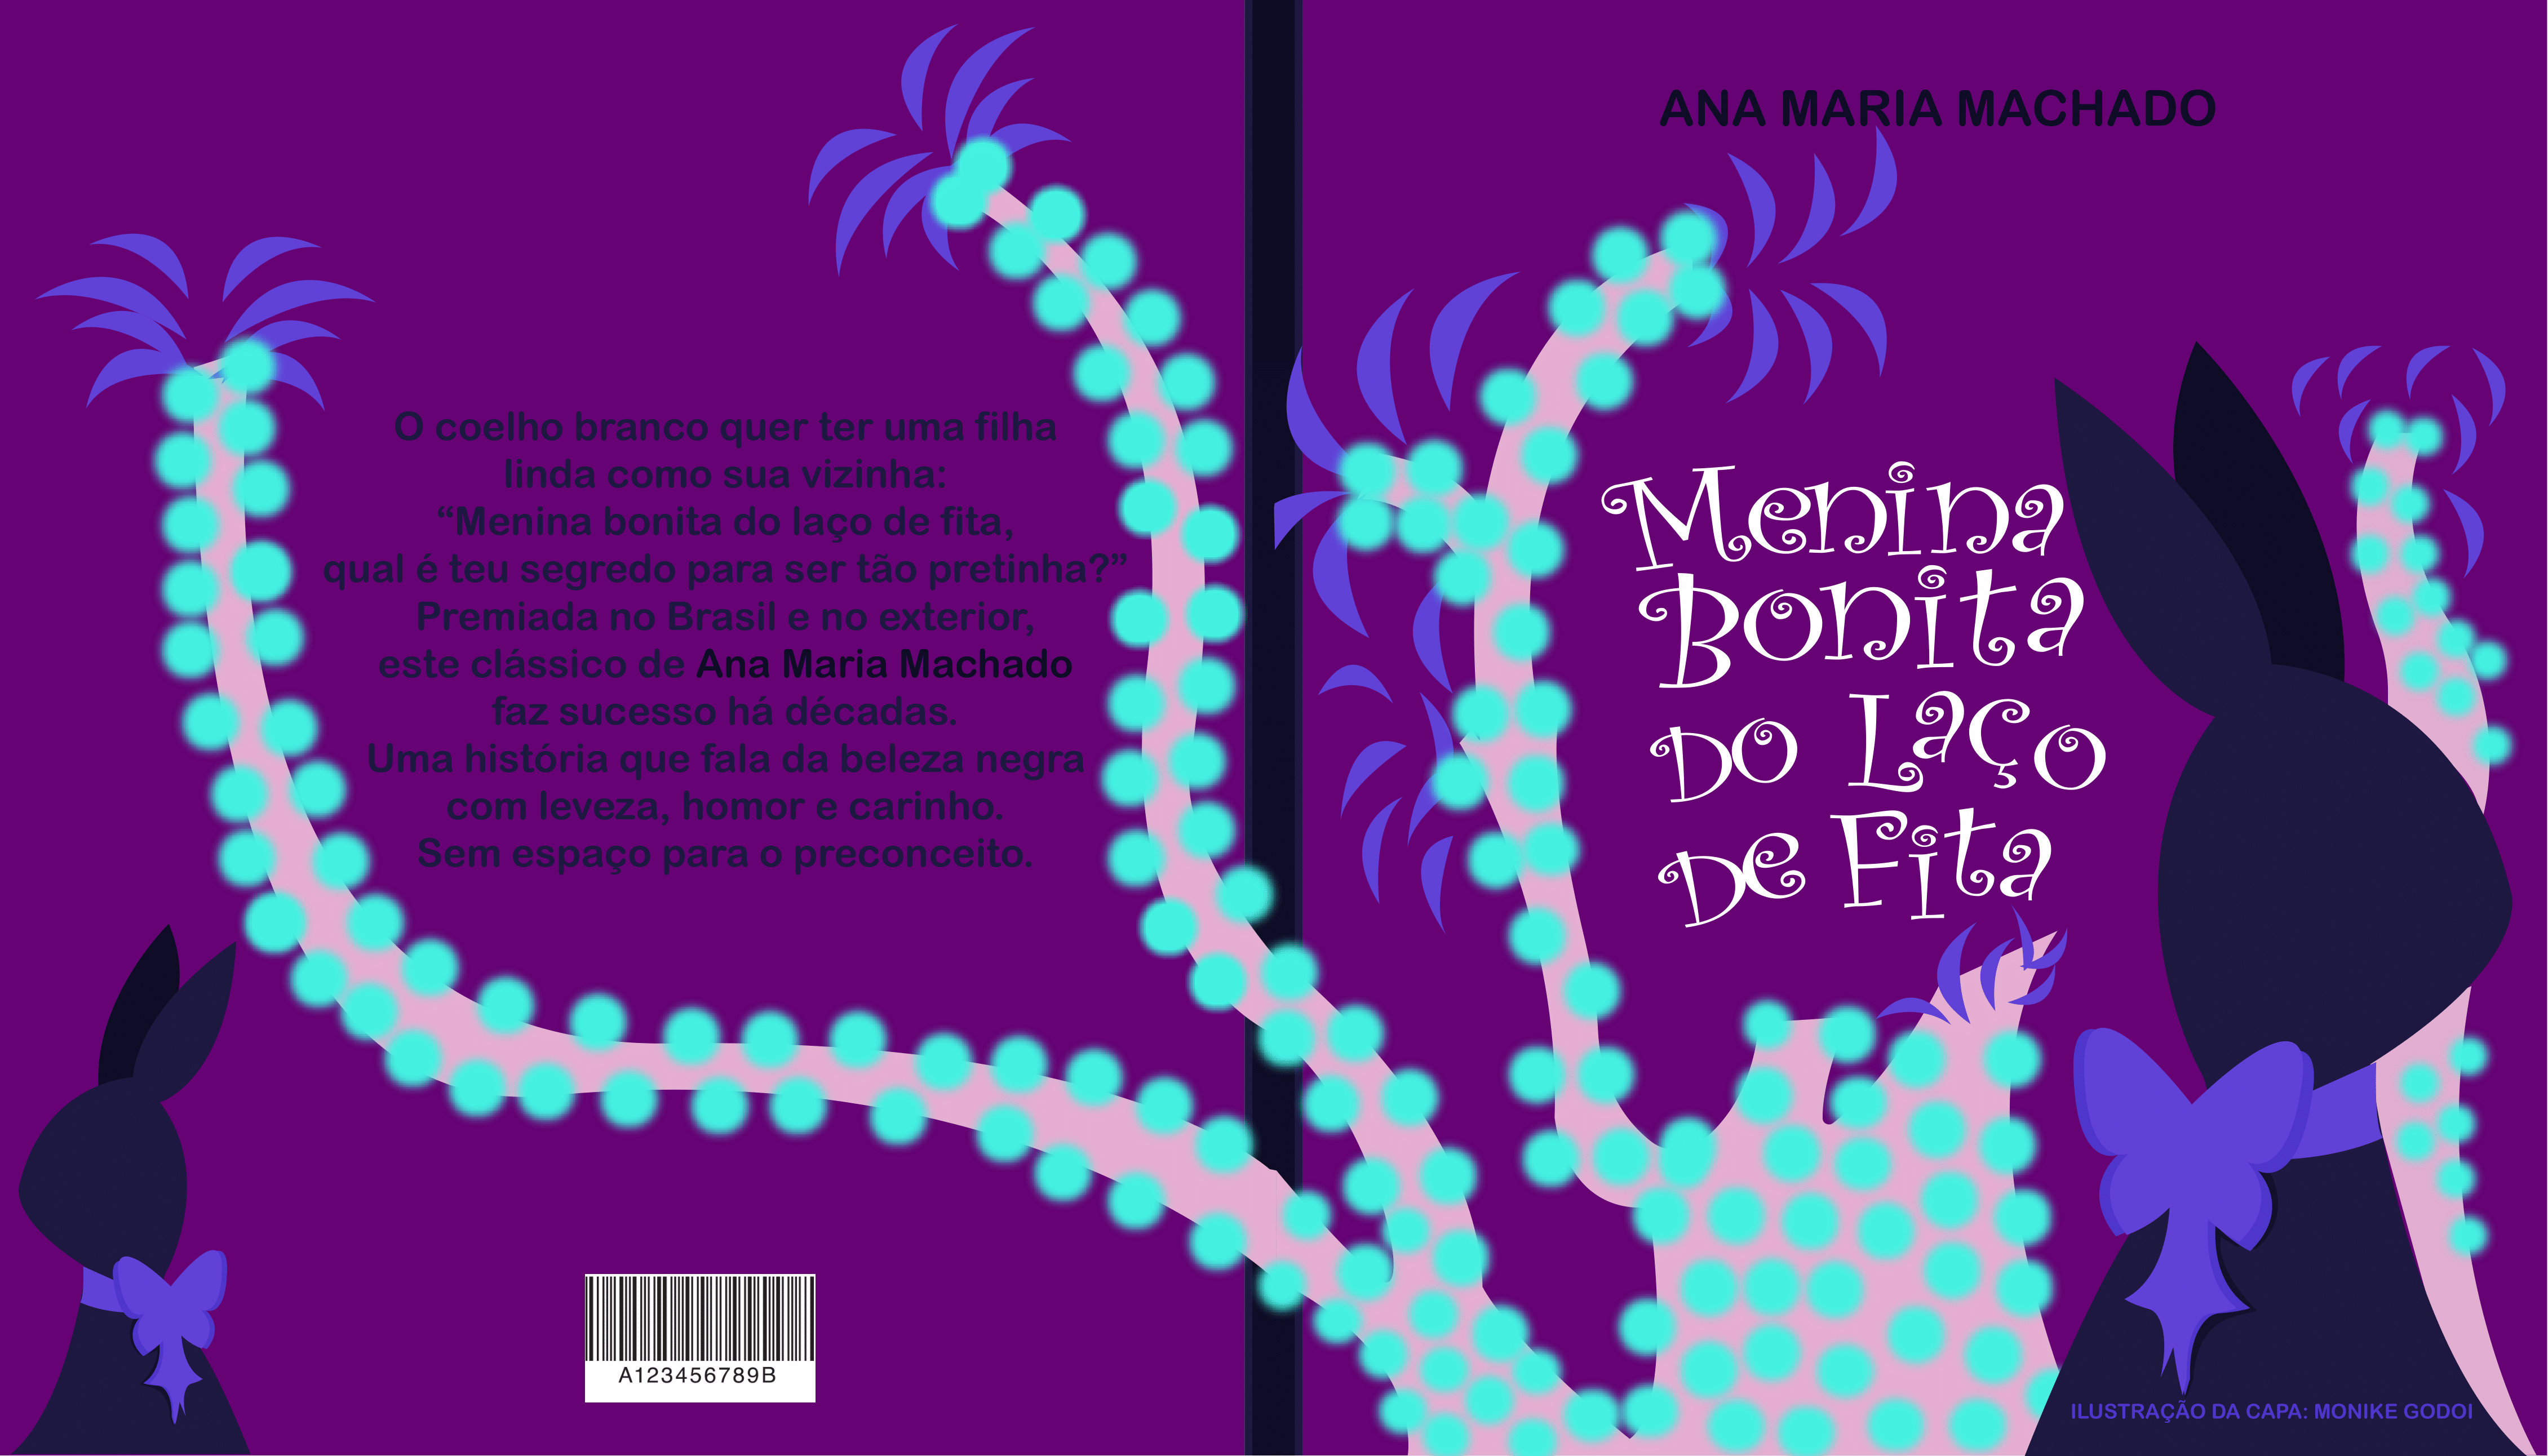 O coelho branco quer ter uma filha
linda como sua vizinha:
“Menina bonita do laço de fita,
qual é teu segredo para ser tão pretinha?”
Premiada no Brasil e no exterior,
este clássico de Ana Maria Machado
faz sucesso há décadas.
Uma história que fala da beleza negra
com leveza, homor e carinho.
Sem espaço para o preconceito.
A123456789B
ANA MARIA MACHADO
Menina
Bonita
Do Laço
De Fita
ILUSTRAÇÃO DA CAPA: MONIKE GODOI